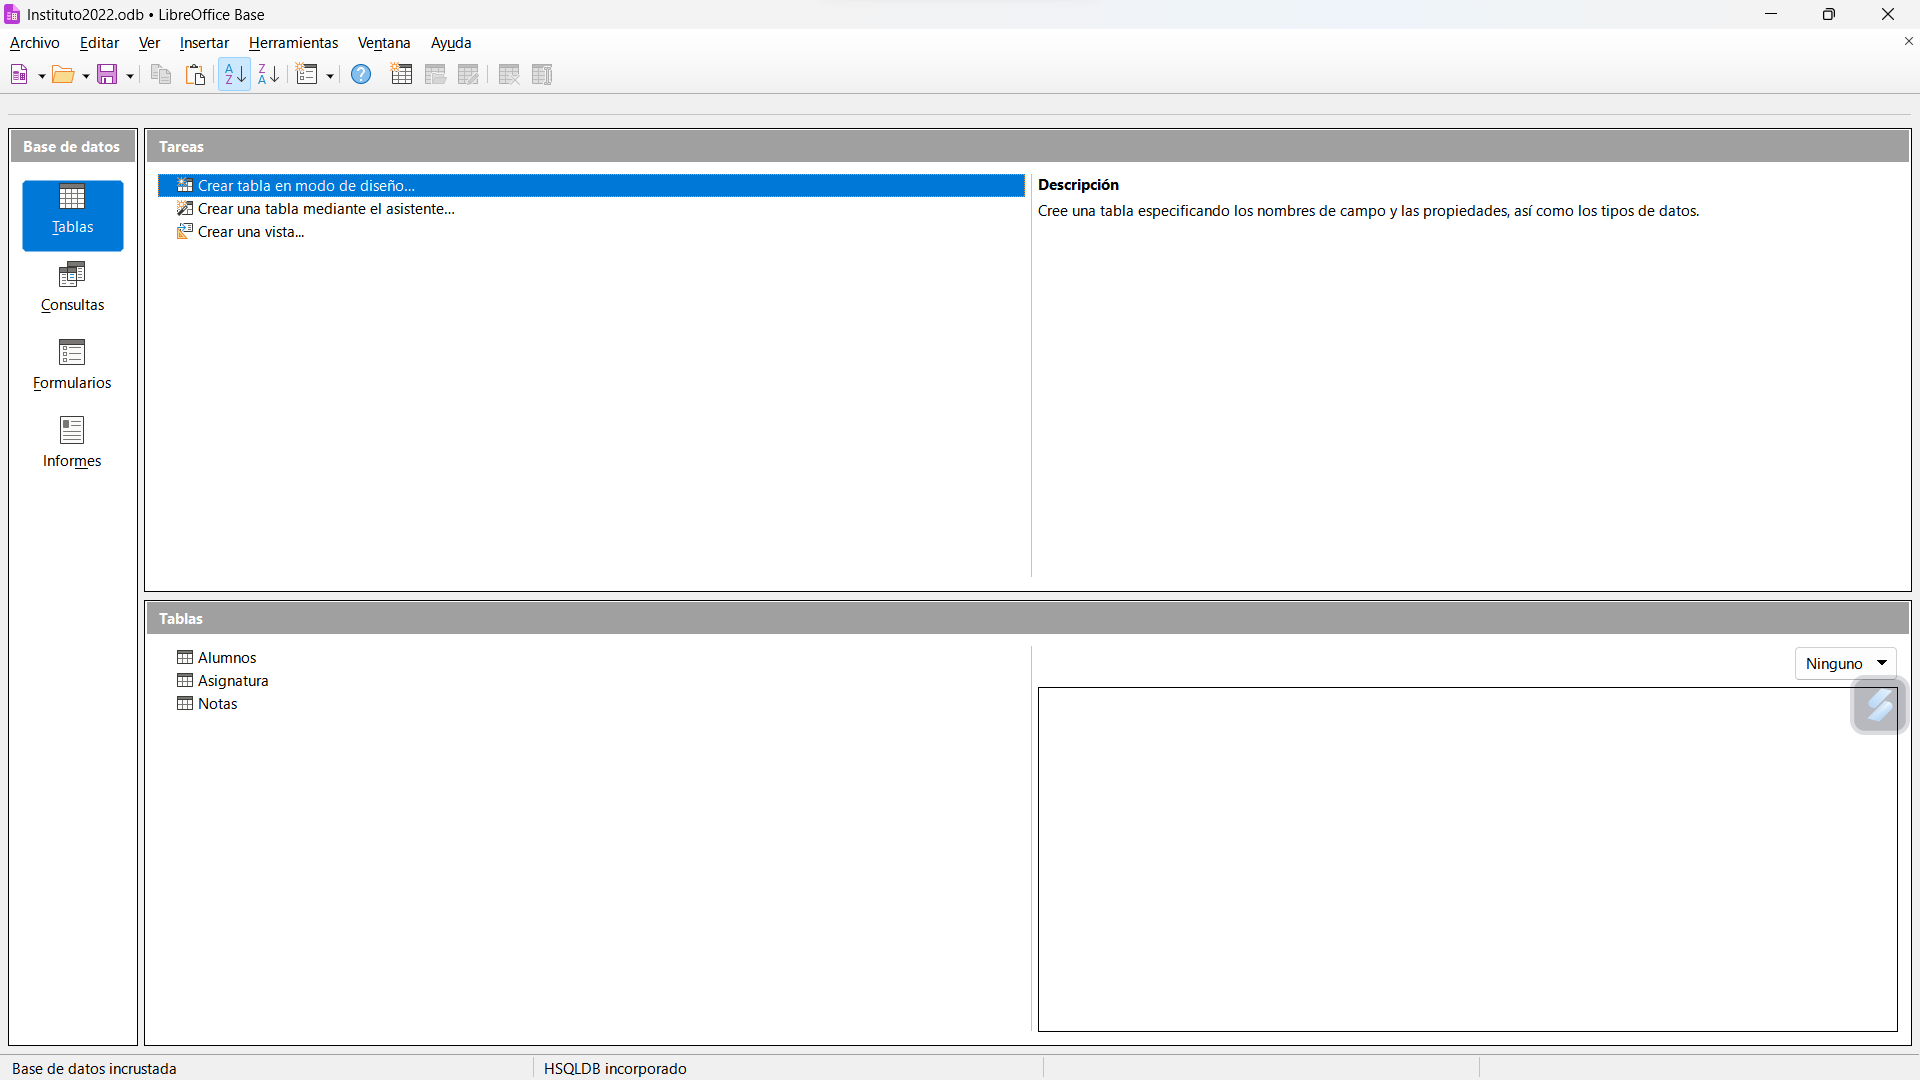 Instituto2022.odb • LibreOffice Base
Archivo Editar Ver Insertar Herramientas Ventana Ayuda
Base de datos
Tablas
Consultas
Formularios
Informes
Tareas
Crear tabla en modo de diseño...
Crear una tabla mediante el asistente...
Crear una vista...
Descripción
Cree una tabla especificando los nombres de campo y las propiedades, así como los tipos de datos.
Tablas
Alumnos
Asignatura
Notas
Ninguno
Base de datos incrustada
HSQLDB incorporado